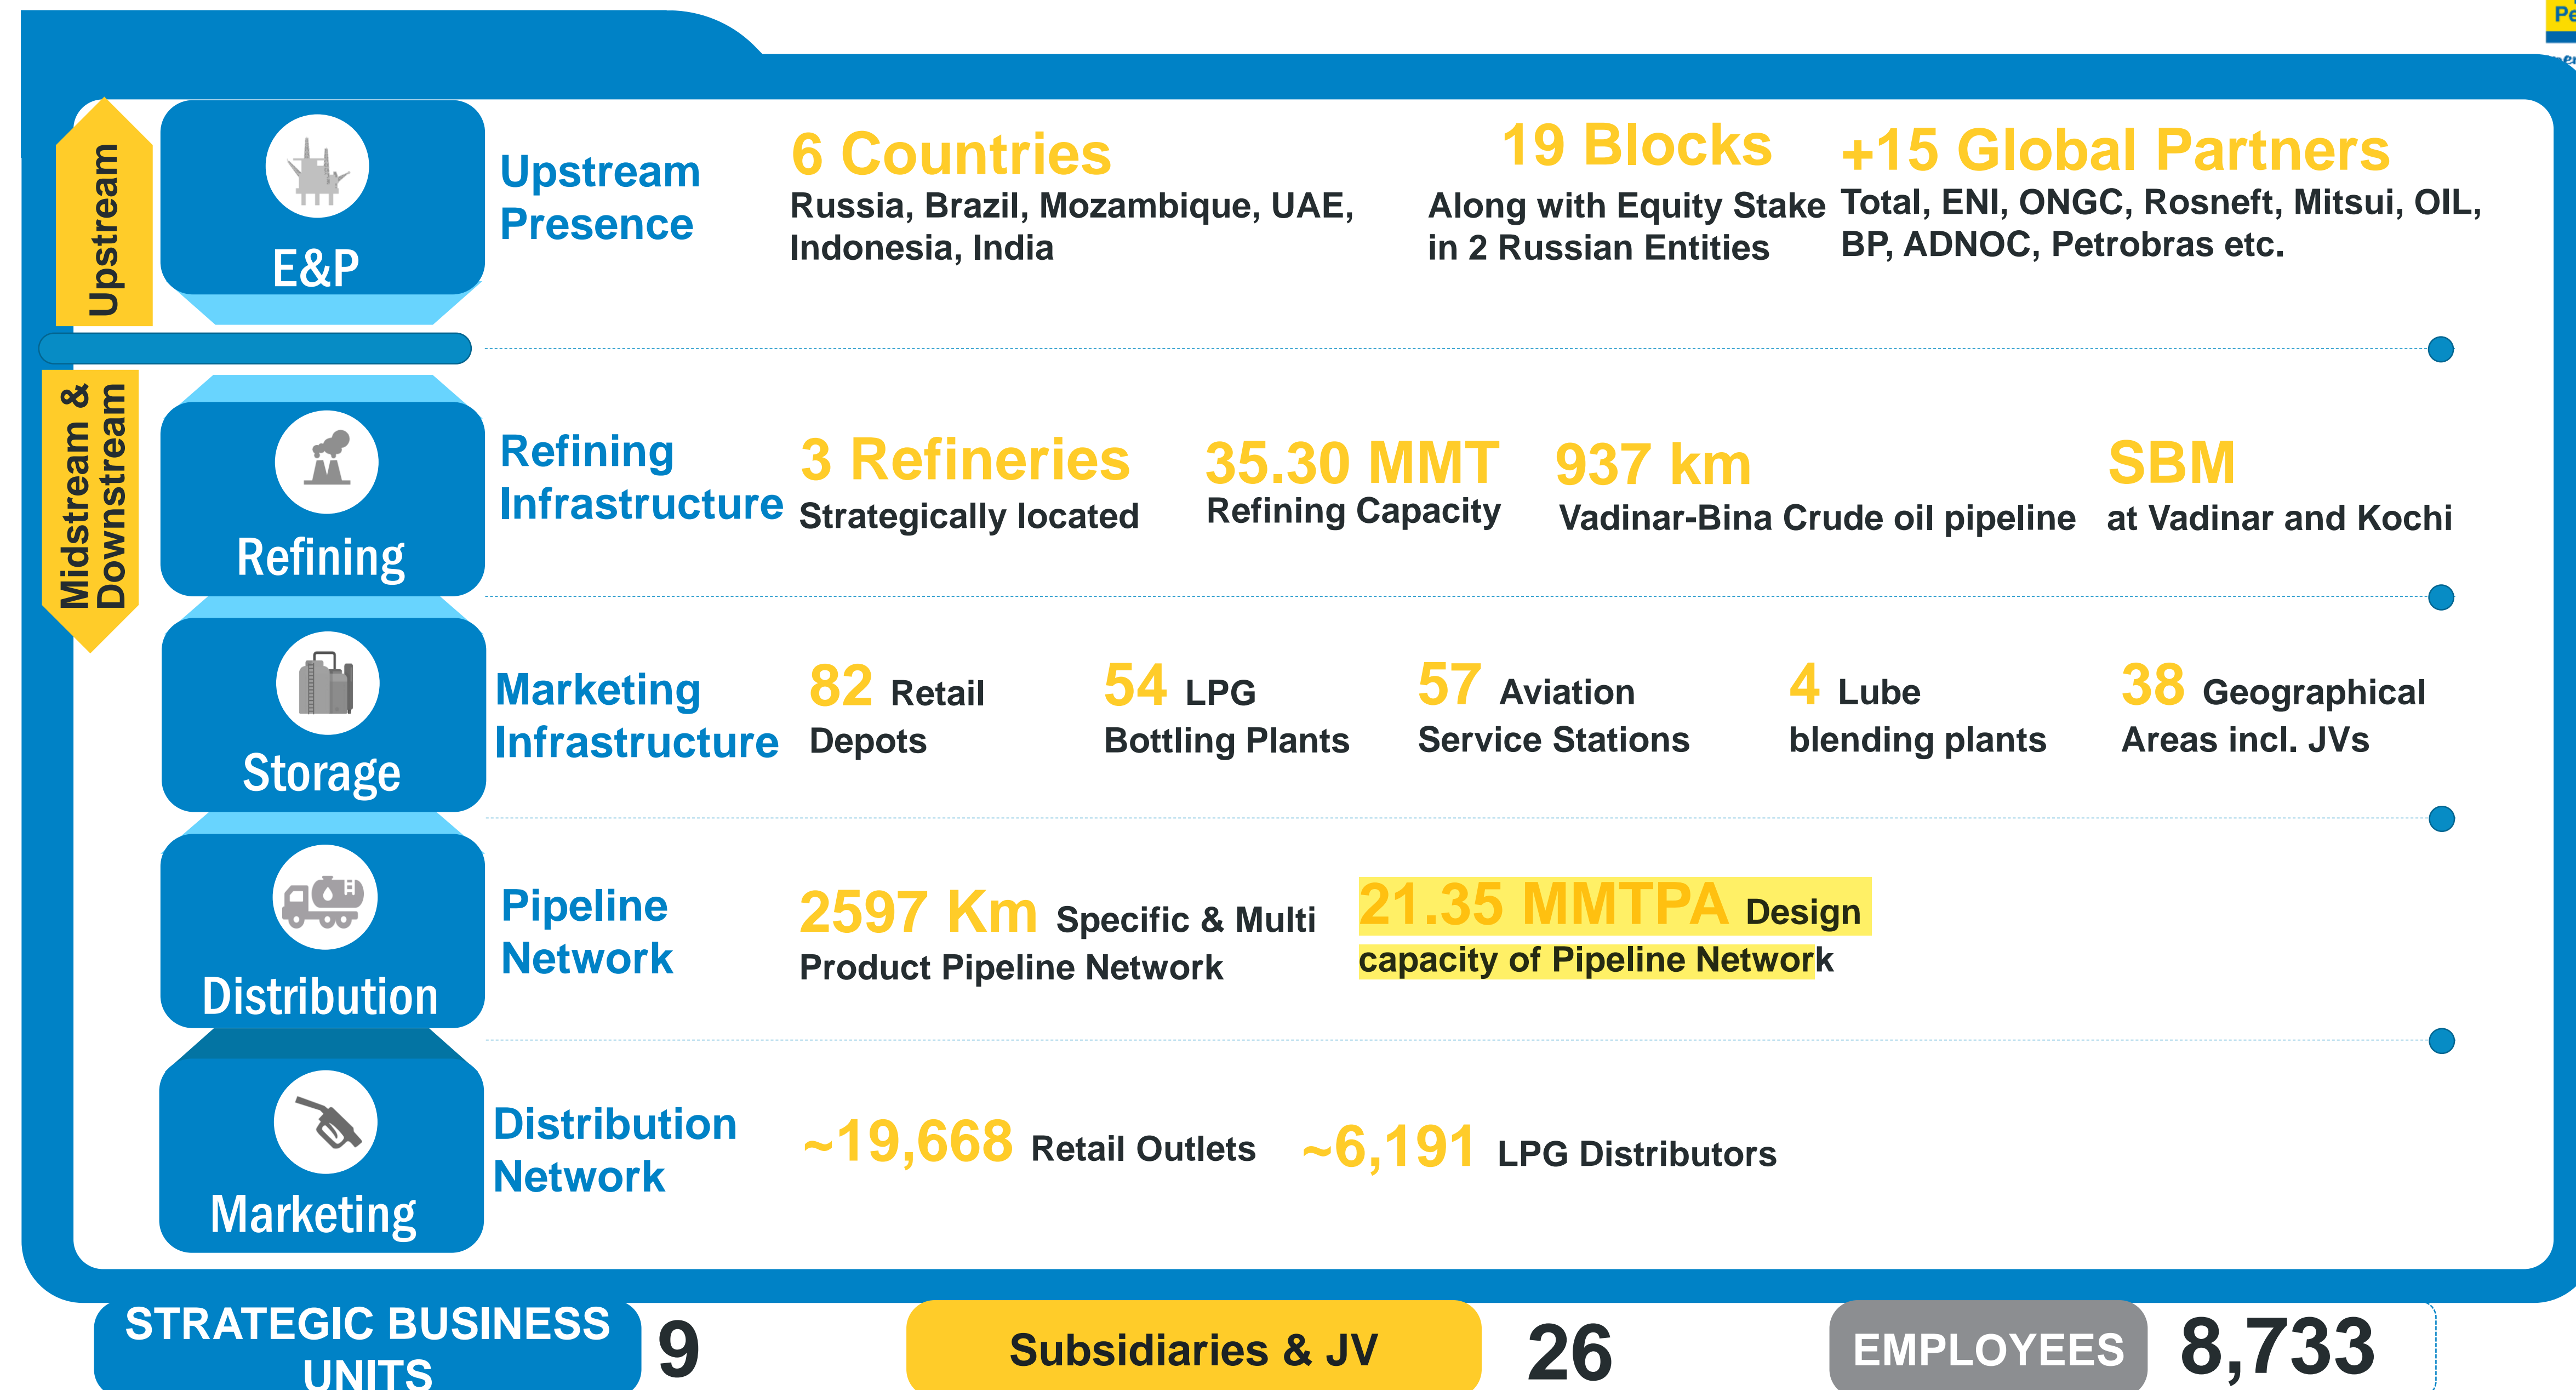 Upstream
E&P
Upstream
Presence
6 Countries
Russia, Brazil, Mozambique, UAE,
Indonesia, India
19 Blocks
Along with Equity Stake
in 2 Russian Entities
+15 Global Partners
Total, ENI, ONGC, Rosneft, Mitsui, OIL,
BP, ADNOC, Petrobras etc.
Midstream &
Downstream
Refining
Refining
Infrastructure
3 Refineries
Strategically located
35.30 MMT
Refining Capacity
937 km
Vadinar-Bina Crude oil pipeline
SBM
at Vadinar and Kochi
Storage
Marketing
Infrastructure
82 Retail
Depots
54 LPG
Bottling Plants
57 Aviation
Service Stations
4 Lube
blending plants
38 Geographical
Areas incl. JVs
Distribution
Pipeline
Network
2597 Km Specific & Multi
Product Pipeline Network
21.35 MMTPA Design
capacity of Pipeline Network
Marketing
Distribution
Network
~19,668 Retail Outlets
~6,191 LPG Distributors
STRATEGIC BUSINESS
UNITS
9
Subsidiaries & JV
26
EMPLOYEES
8,733